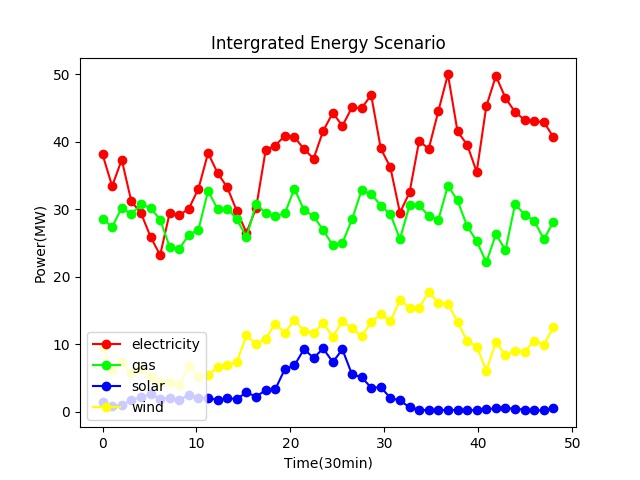 Intergrated Energy Scenario
Power(MW)
50
40
30
20
10
0
electricity
gas
solar
wind
0 10 20 30 40 50
Time(30min)